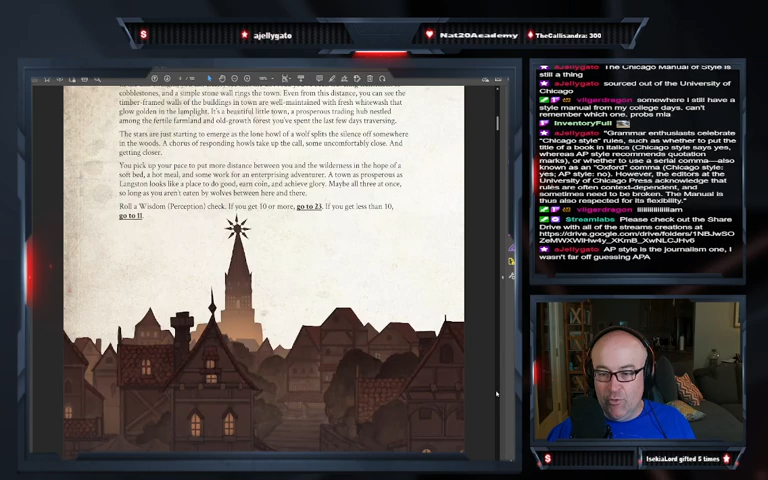 ajellygato
Nat20Academy
TheCallisandra: 300
cobblestones, and a simple stone wall rings the town. Even from this distance, you can see the
timber-framed walls of the buildings in town are well-maintained with fresh whitewash that
glows golden in the lamplight. It's a beautiful little town, a prosperous trading hub nestled
among the fertile farmland and old-growth forest you've spent the last few days traversing.
The stars are just starting to emerge as the lone howl of a wolf splits the silence off somewhere
in the woods. A chorus of responding howls take up the call, some uncomfortably close. And
getting closer.
You pick up your pace to put more distance between you and the wilderness in the hope of a
soft bed, a hot meal, and some work for an enterprising adventurer. A town as prosperous as
Langston looks like a place to do good, earn coin, and achieve glory. Maybe all three at once,
so long as you aren't eaten by wolves between here and there.
Roll a Wisdom (Perception) check. If you get 10 or more, go to 23. If you get less than 10,
go to 11.
ajellygato The Chicago Manual of Style is
still a thing
ajellygato sourced out of the University of
Chicago
vilgerdragon somewhere I still have a
style manual from my college days. can't
remember which one. probs mla
InventoryFull
ajellygato "Grammar enthusiasts celebrate
"Chicago style" rules, such as whether to put the
title of a book in italics (Chicago style says yes,
whereas AP style recommends quotation
marks), or whether to use a serial comma—also
known as an "Oxford" comma (Chicago style:
yes; AP style: no). However, the editors at the
University of Chicago Press acknowledge that
rules are often context-dependent, and
sometimes need to be broken. The Manual is
thus also respected for its flexibility."
Streamlabs Please check out the Share
Drive with all of the streams creations at
ajellygato AP style is the journalism one, I
wasn't far off guessing APA
IsekiaLord gifted 5 times